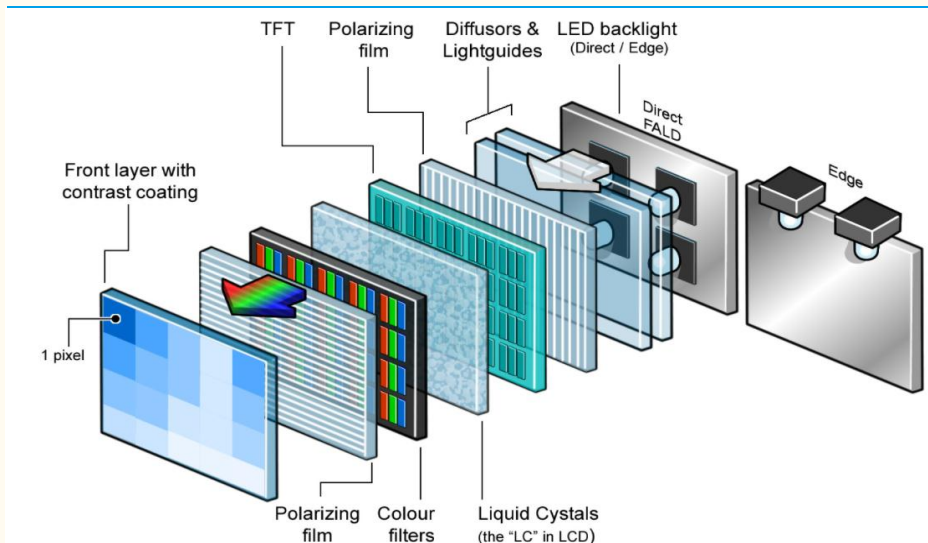 TFT
Polarizing
film
Diffusors &
Lightguides
LED backlight
(Direct / Edge)
Direct
FALD
Edge
Front layer with
contrast coating
1 pixel
Polarizing
film
Colour
filters
Liquid Cystals
(the "LC" in LCD)